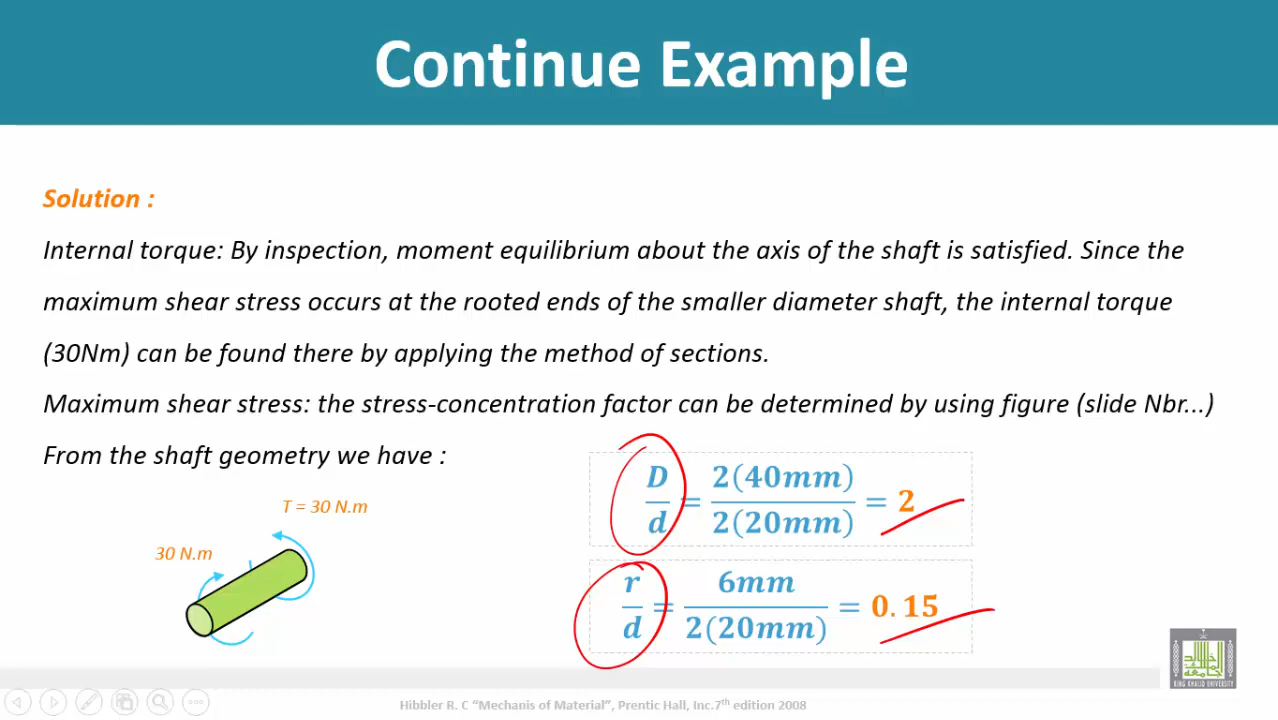 Continue Example
Solution :
Internal torque: By inspection, moment equilibrium about the axis of the shaft is satisfied. Since the
maximum shear stress occurs at the rooted ends of the smaller diameter shaft, the internal torque
(30Nm) can be found there by applying the method of sections.
Maximum shear stress: the stress-concentration factor can be determined by using figure (slide Nbr...)
From the shaft geometry we have :
D/d = 2(40mm)/2(20mm) = 2
r/d = 6mm/2(20mm) = 0.15
T = 30 N.m
30 N.m
KING KHALID UNIVERSITY
Hibbler R. C “Mechanis of Material”, Prentic Hall, Inc.7th edition 2008